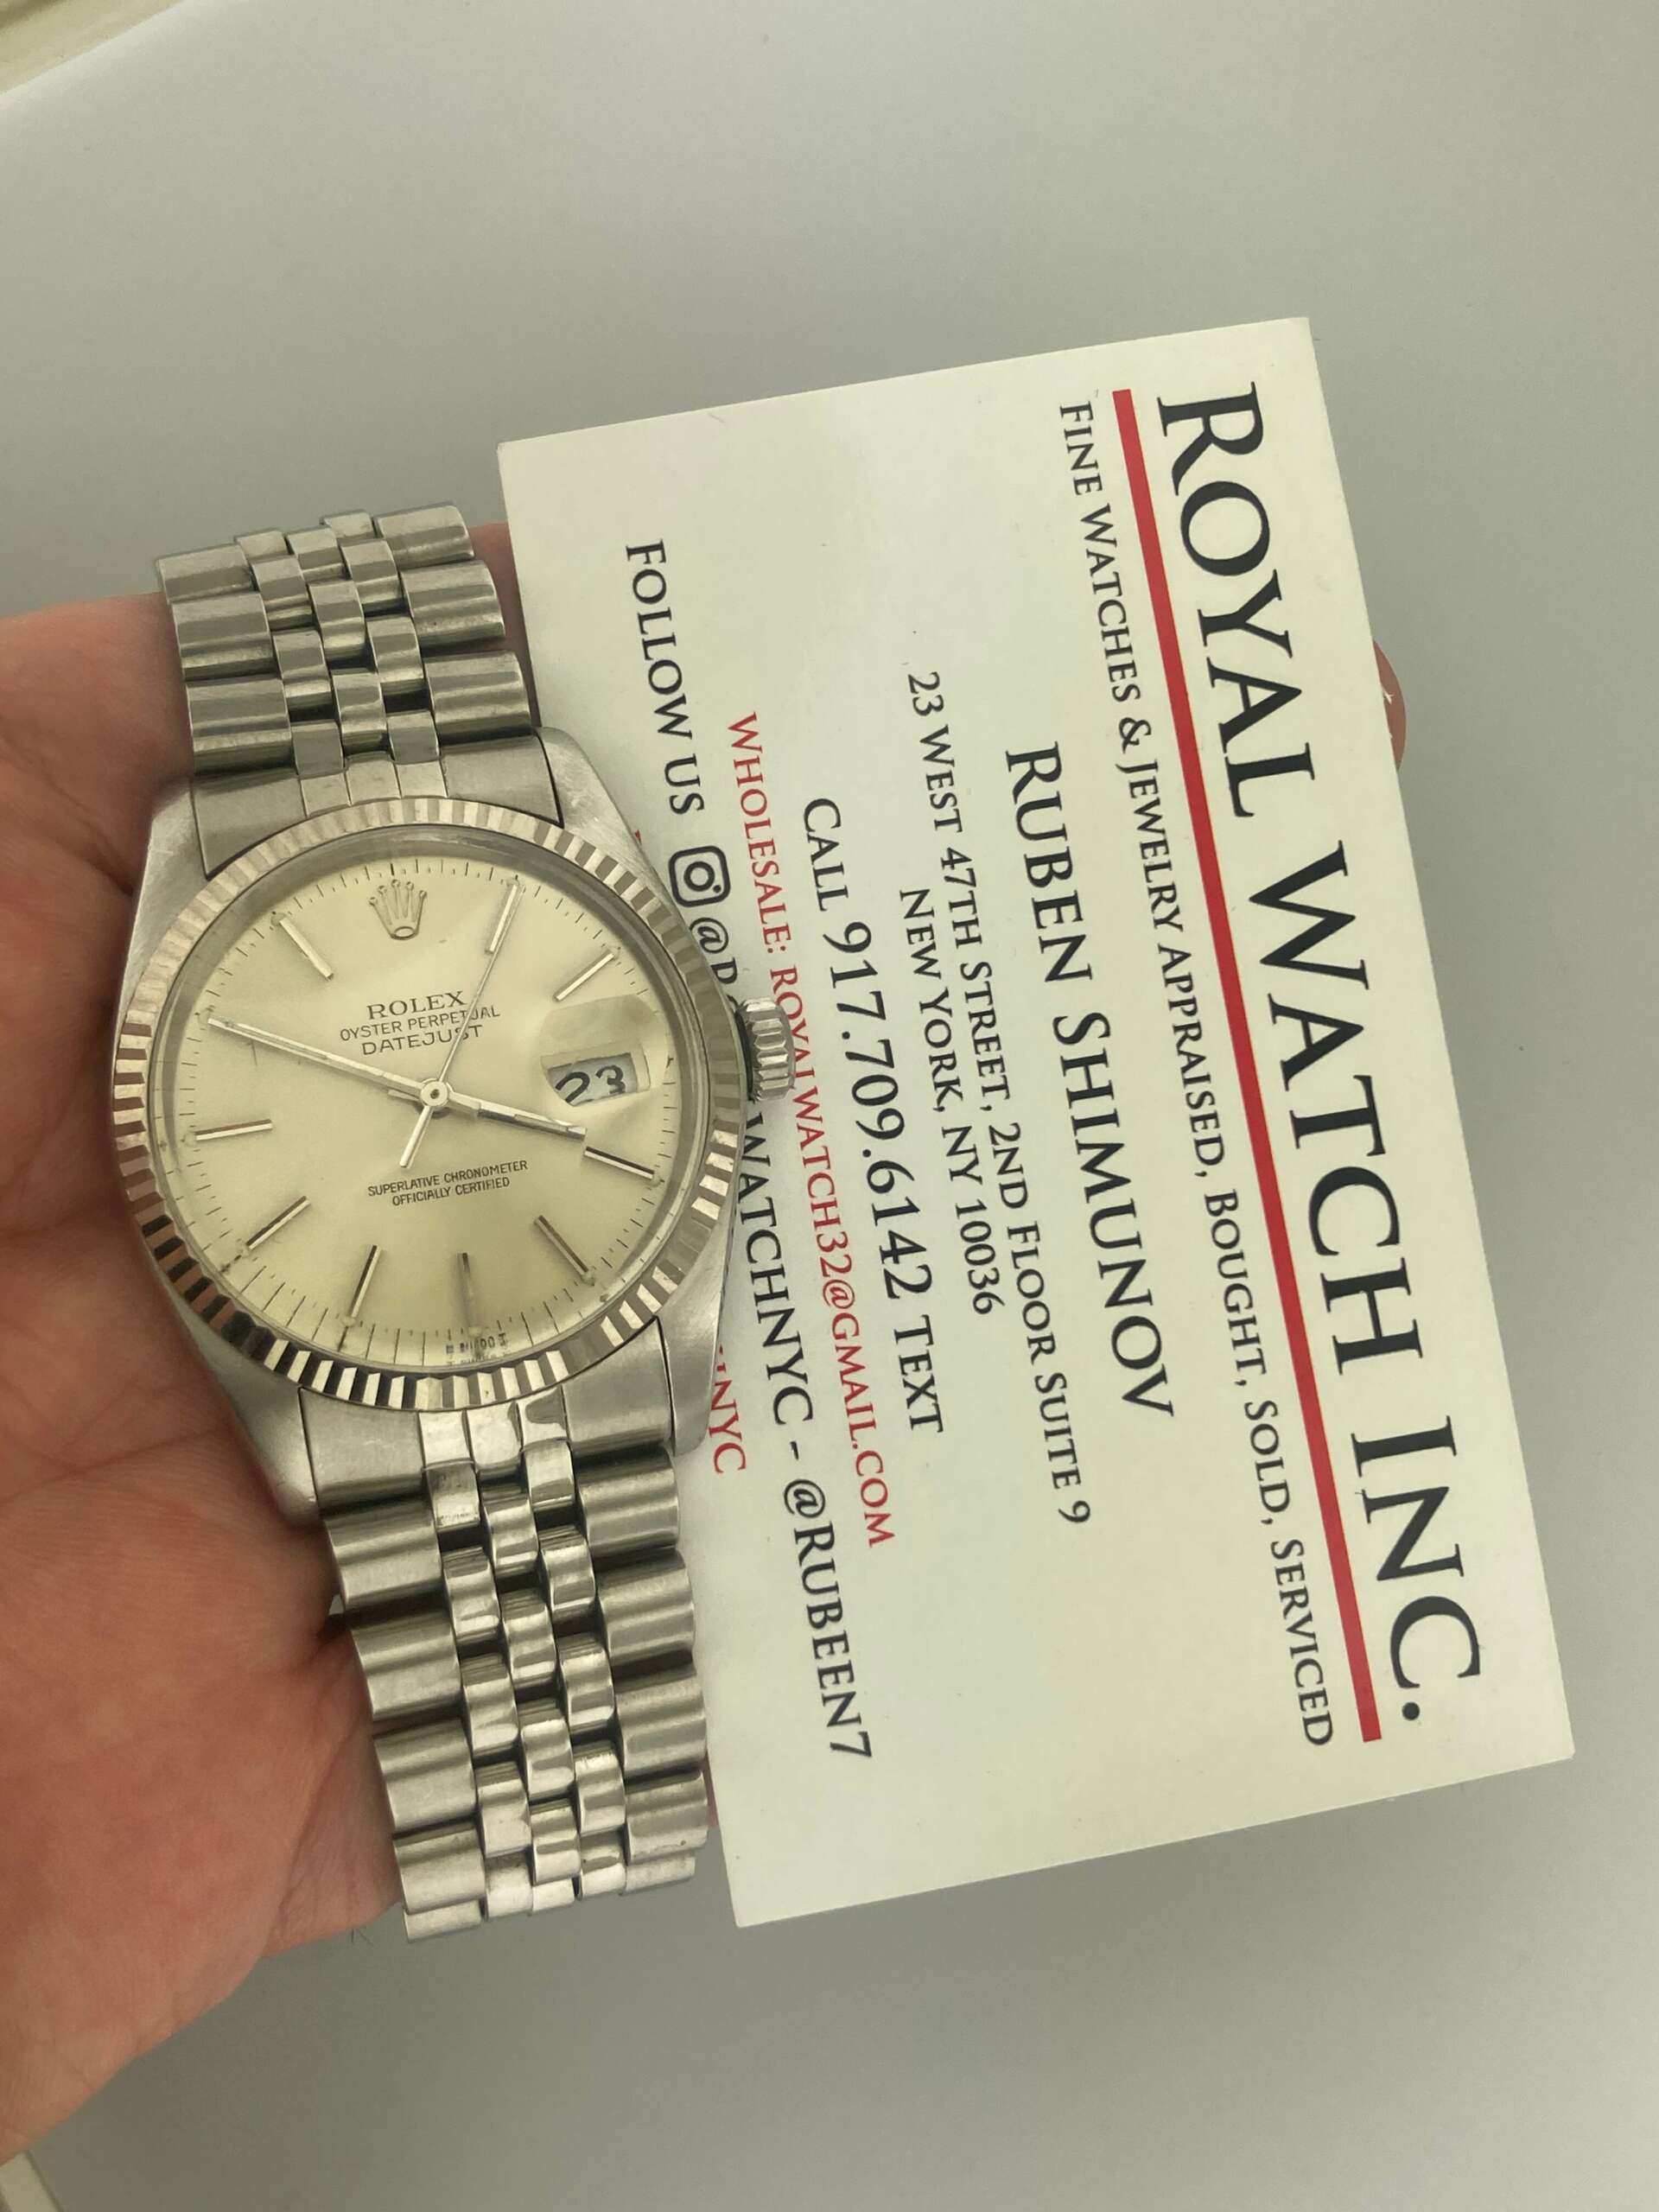 ROYAL WATCH INC.
FINE WATCHES & JEWELRY APPRAISED, BOUGHT, SOLD, SERVICED
RUBEN SHIMUNOV
23 WEST 47TH STREET, 2ND FLOOR SUITE 9
NEW YORK, NY 10036
CALL 917.709.6142 TEXT
WHOLESALE: ROYALWATCH32@GMAIL.COM
FOLLOW US @RO WATCHNYC - @RUBEEN7
NYC
ROLEX
OYSTER PERPETUAL
DATEJUST
23
SUPERLATIVE CHRONOMETER
OFFICIALLY CERTIFIED